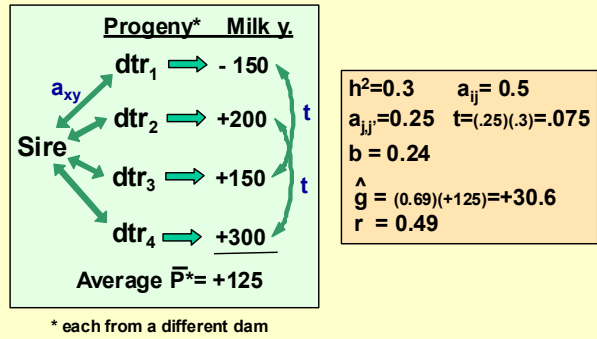 Progeny* Milk y.
dtr1 - 150
axy
t
dtr2 +200
Sire
dtr3 +150
t
dtr4 +300
Average P̅*= +125
* each from a different dam
h²=0.3 aij = 0.5
aj,j'=0.25 t=(.25)(.3)=.075
b = 0.24
ĝ = (0.69)(+125)=+30.6
r = 0.49